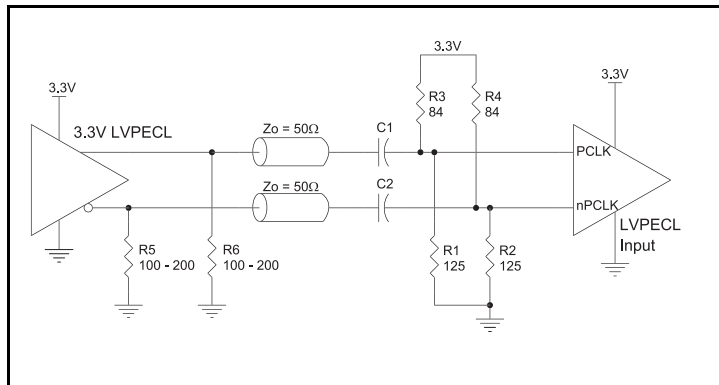 3.3V
3.3V LVPECL
R5
100 - 200
R6
100 - 200
Zo = 50Ω
Zo = 50Ω
C1
C2
3.3V
R3
84
R4
84
R1
125
R2
125
3.3V
PCLK
nPCLK
LVPECL
Input